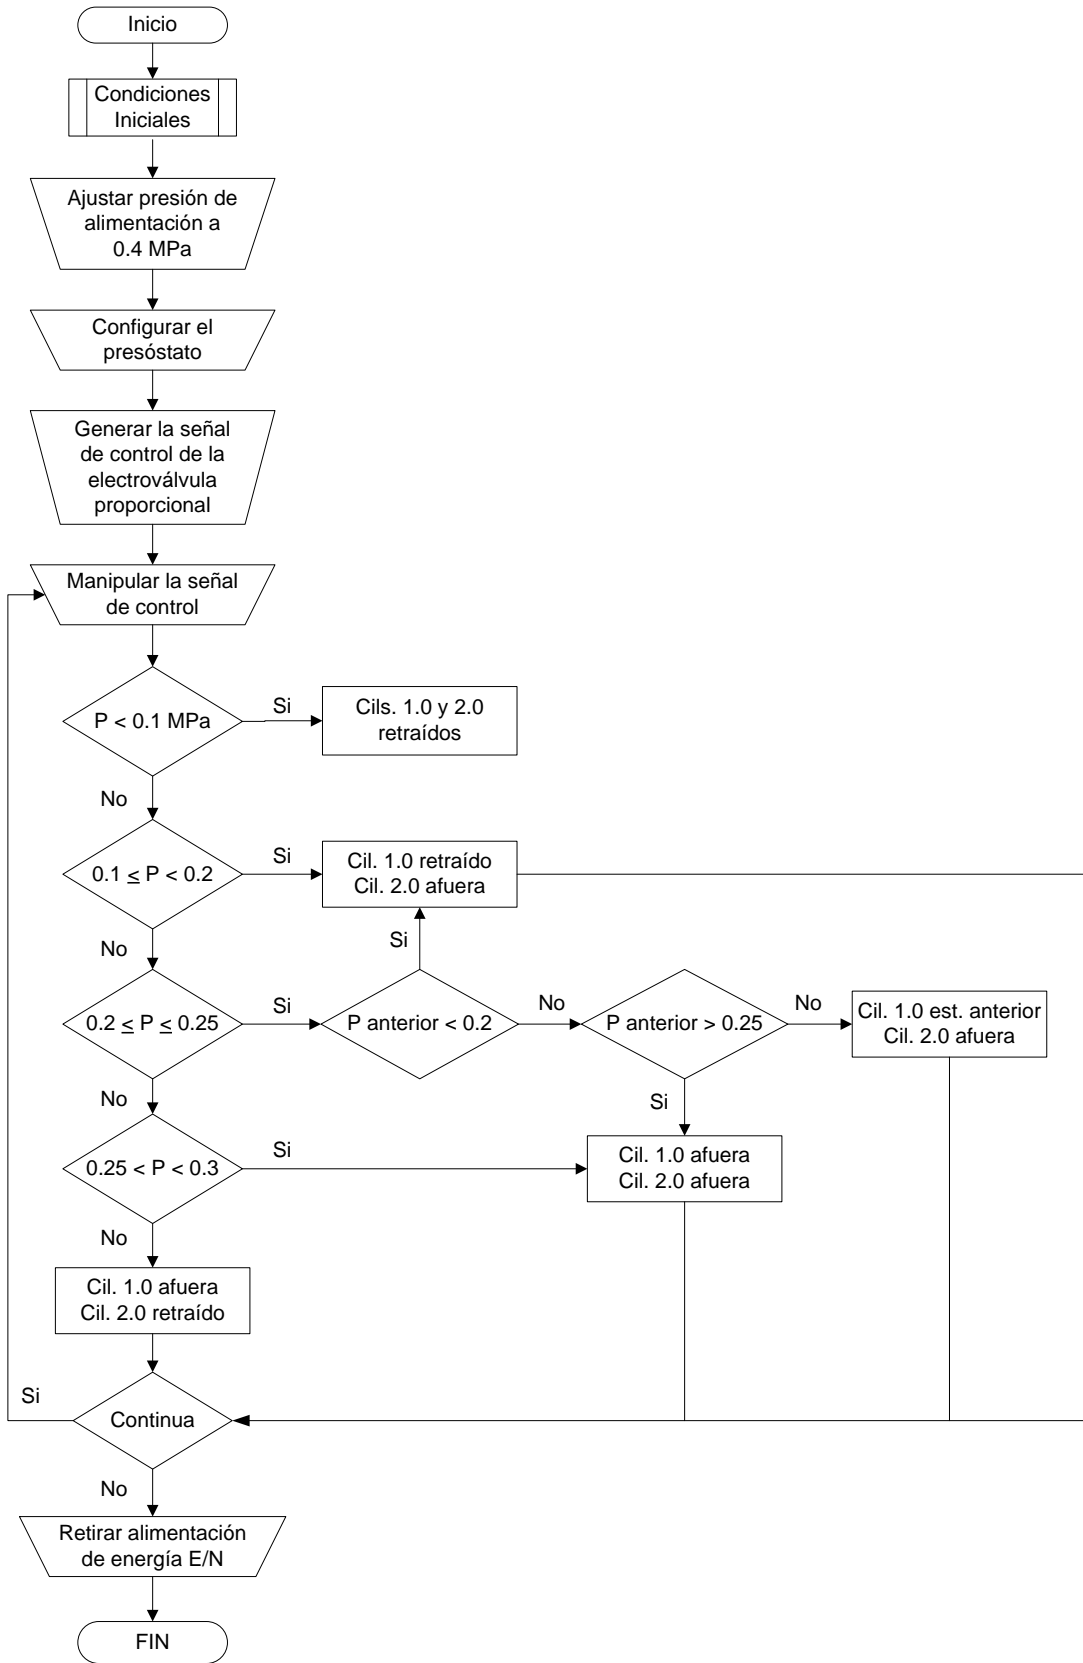 Inicio
Condiciones
Iniciales
Ajustar presión de
alimentación a
0.4 MPa
Configurar el
presóstato
Generar la señal
de control de la
electroválvula
proporcional
Manipular la señal
de control
P < 0.1 MPa
Si
Cils. 1.0 y 2.0
retraídos
No
0.1 ≤ P < 0.2
Si
Cil. 1.0 retraído
Cil. 2.0 afuera
No
Si
0.2 ≤ P ≤ 0.25
Si
P anterior < 0.2
No
P anterior > 0.25
No
Cil. 1.0 est. anterior
Cil. 2.0 afuera
No
Si
0.25 < P < 0.3
Si
Cil. 1.0 afuera
Cil. 2.0 afuera
No
Cil. 1.0 afuera
Cil. 2.0 retraído
Si
Continua
No
Retirar alimentación
de energía E/N
FIN